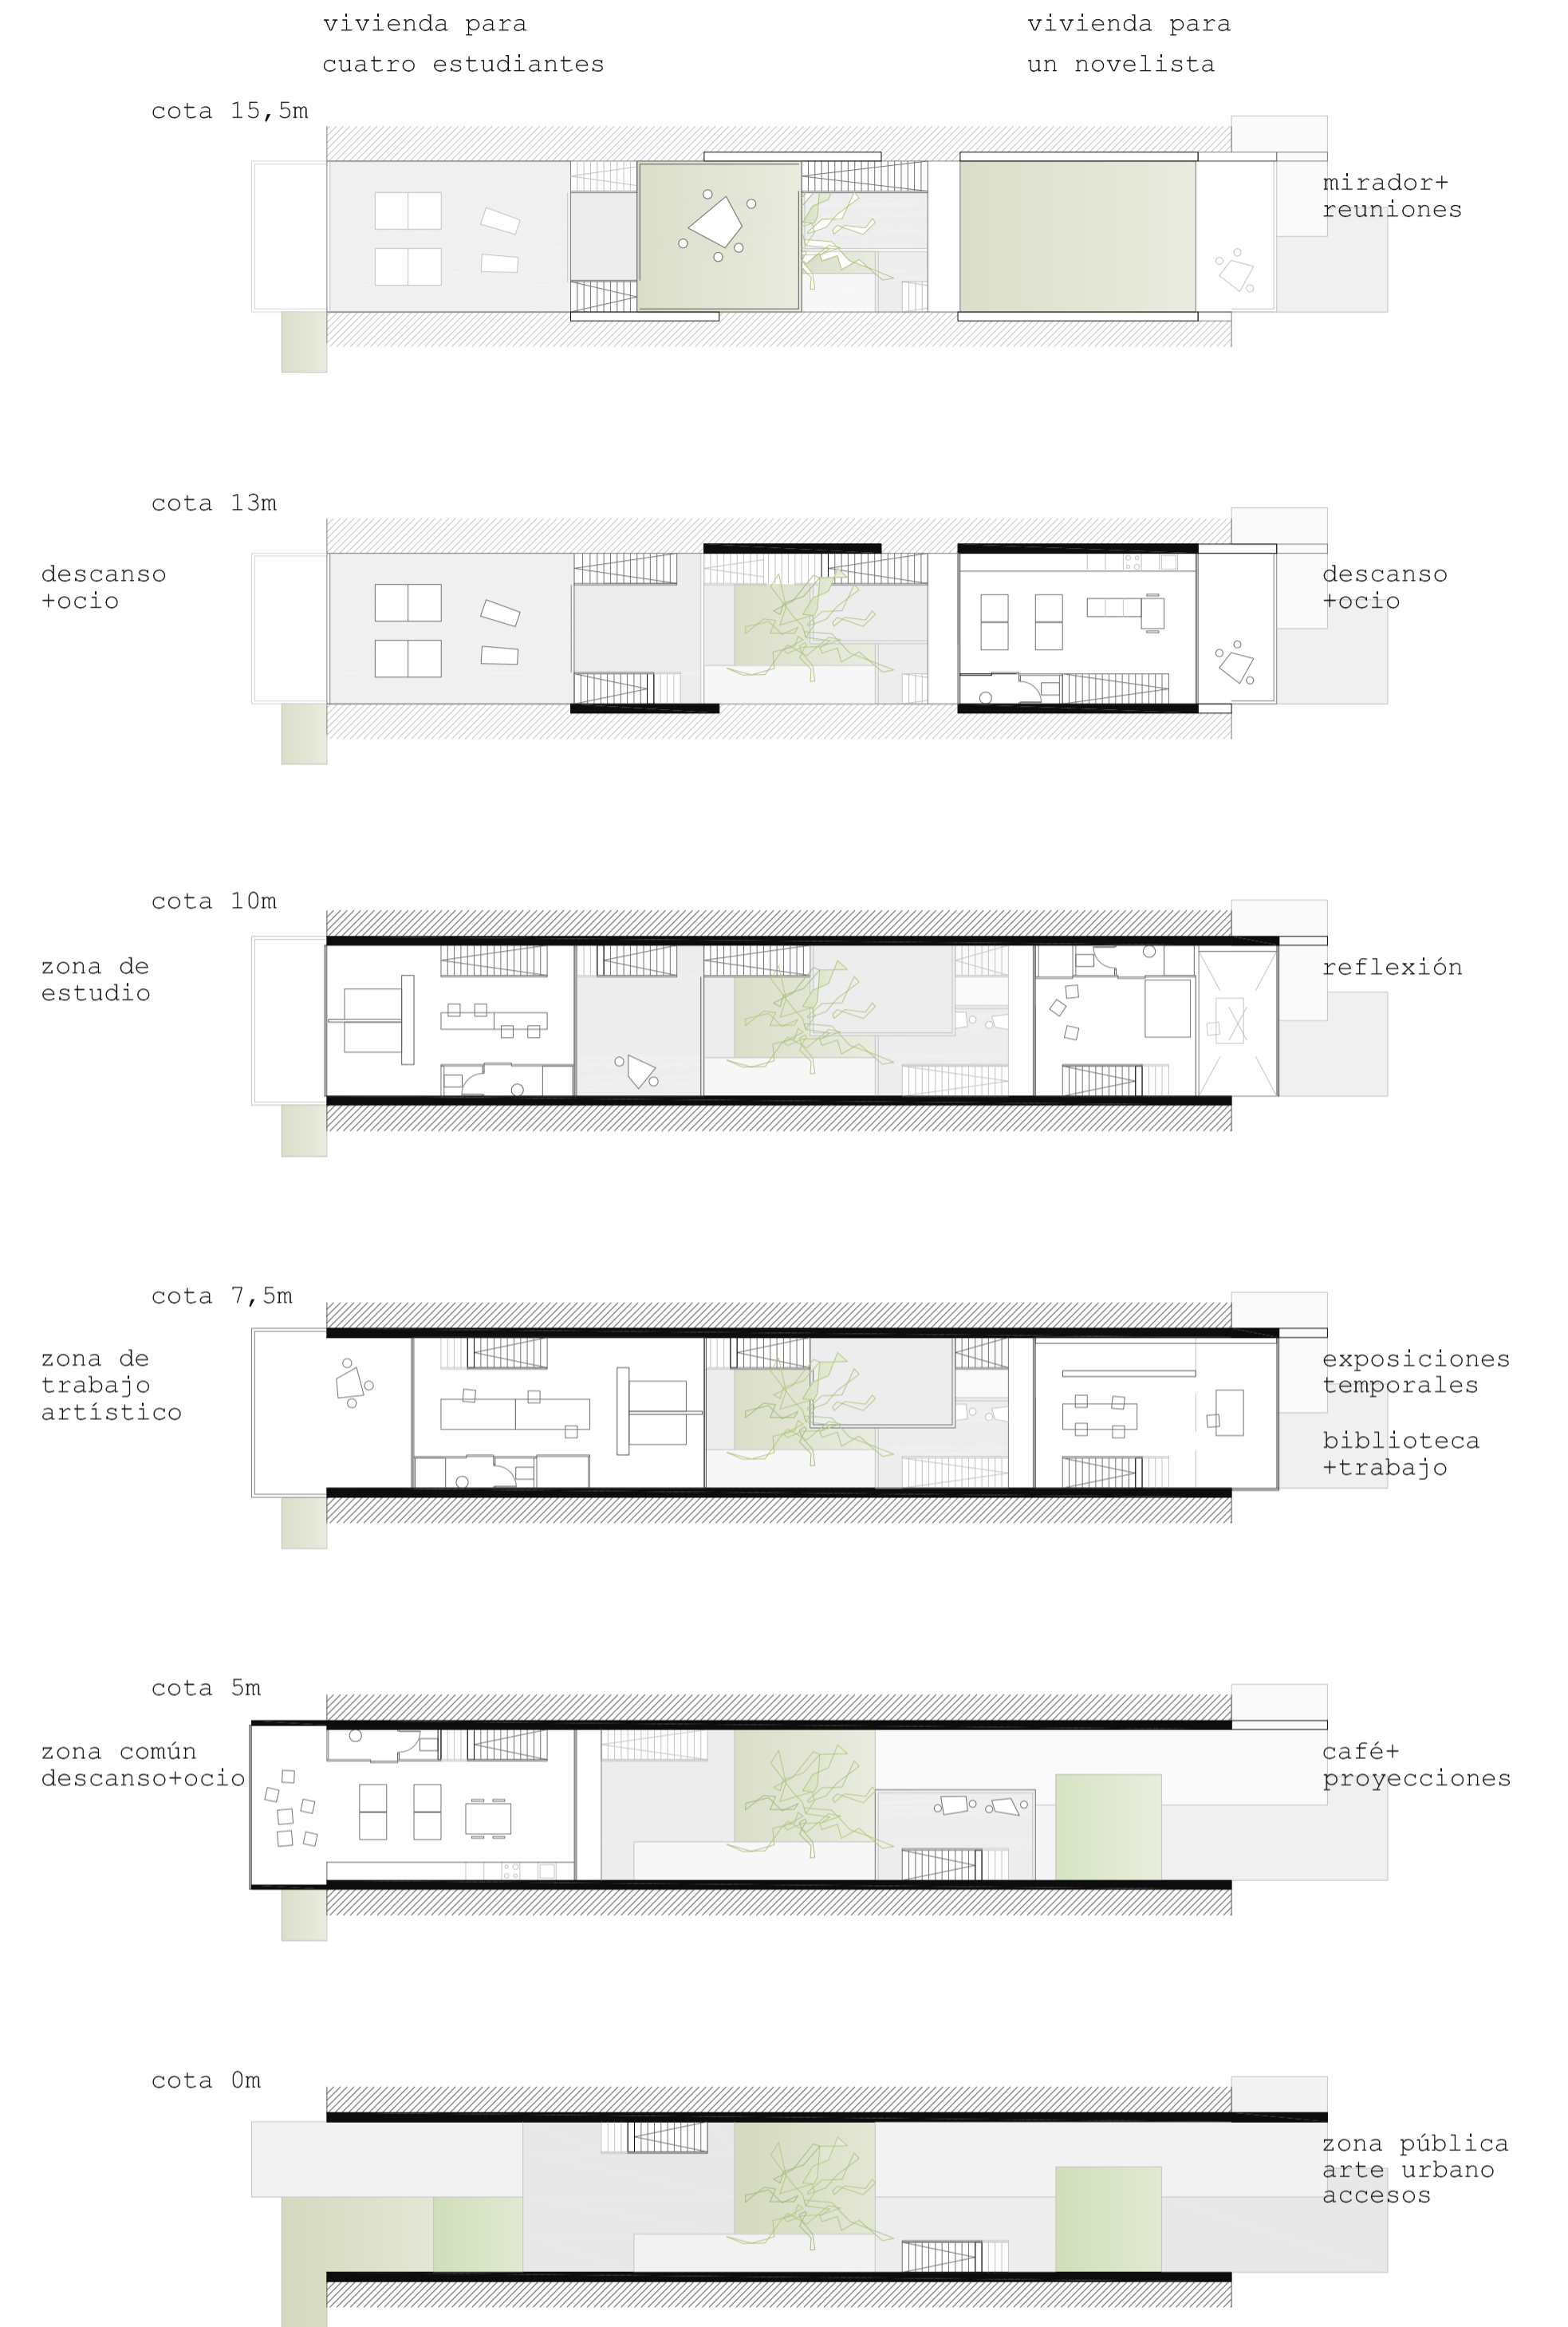 vivienda para
cuatro estudiantes
vivienda para
un novelista
cota 15,5m
mirador+
reuniones
cota 13m
descanso
+ocio
descanso
+ocio
cota 10m
zona de
estudio
reflexión
cota 7,5m
zona de
trabajo
artístico
exposiciones
temporales
biblioteca
+trabajo
cota 5m
zona común
descanso+ocio
café+
proyecciones
cota 0m
zona pública
arte urbano
accesos